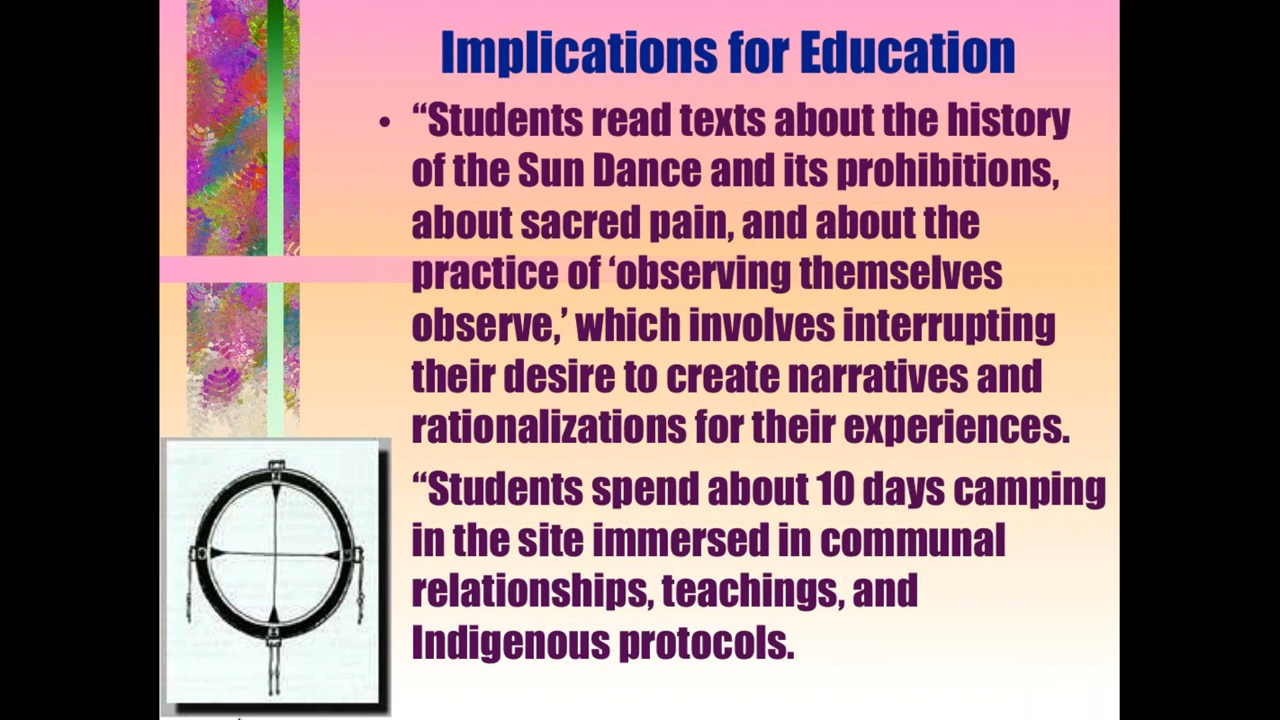 Implications for Education
• “Students read texts about the history
of the Sun Dance and its prohibitions,
about sacred pain, and about the
practice of ‘observing themselves
observe,’ which involves interrupting
their desire to create narratives and
rationalizations for their experiences.
“Students spend about 10 days camping
in the site immersed in communal
relationships, teachings, and
Indigenous protocols.